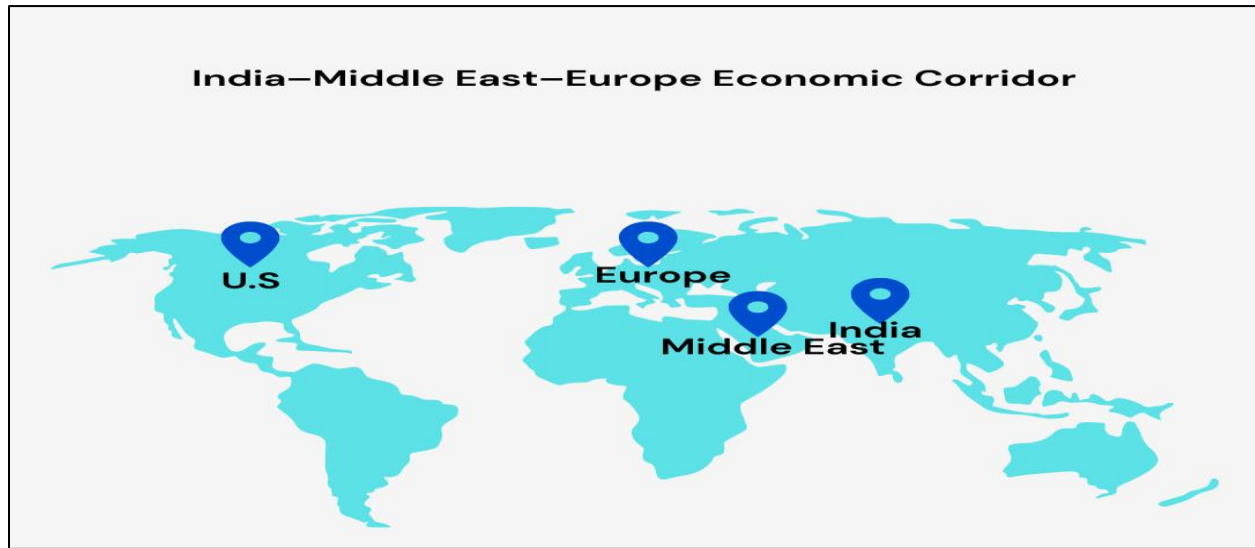 India–Middle East–Europe Economic Corridor
U.S
Europe
India
Middle East